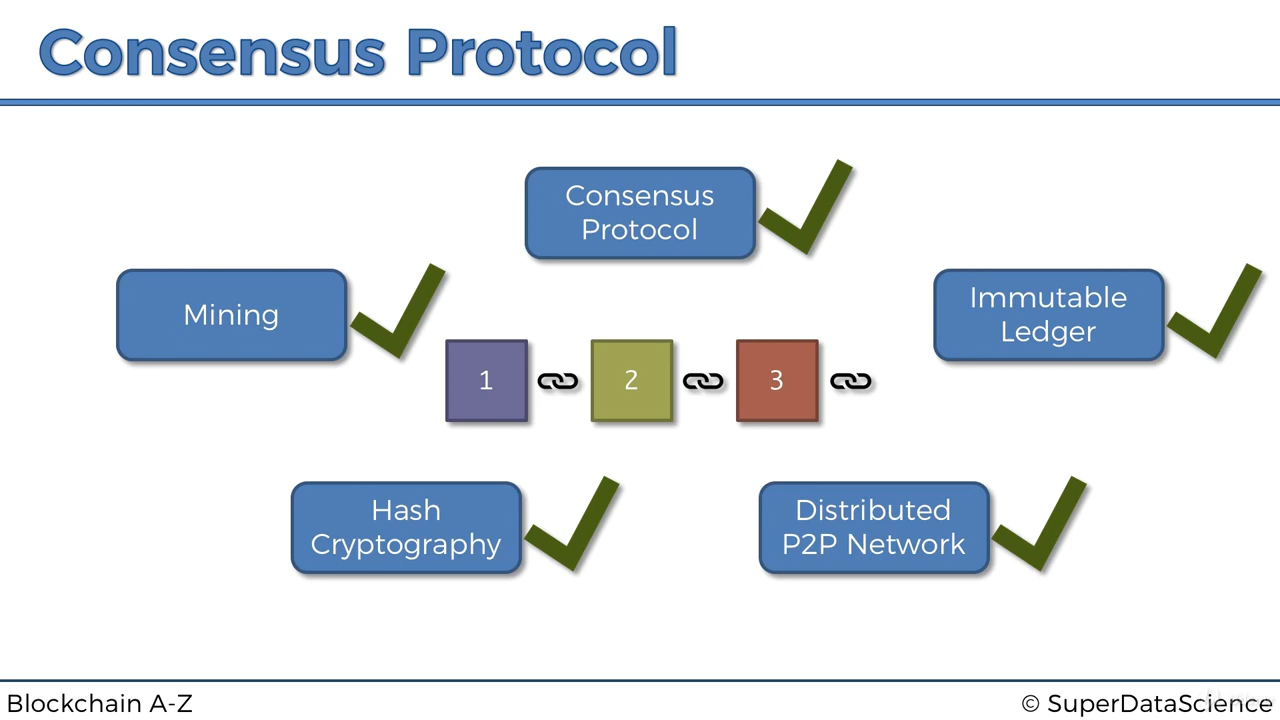 Consensus Protocol
Consensus
Protocol
Mining
Immutable
Ledger
1
2
3
Hash
Cryptography
Distributed
P2P Network
Blockchain A-Z
© SuperDataScience